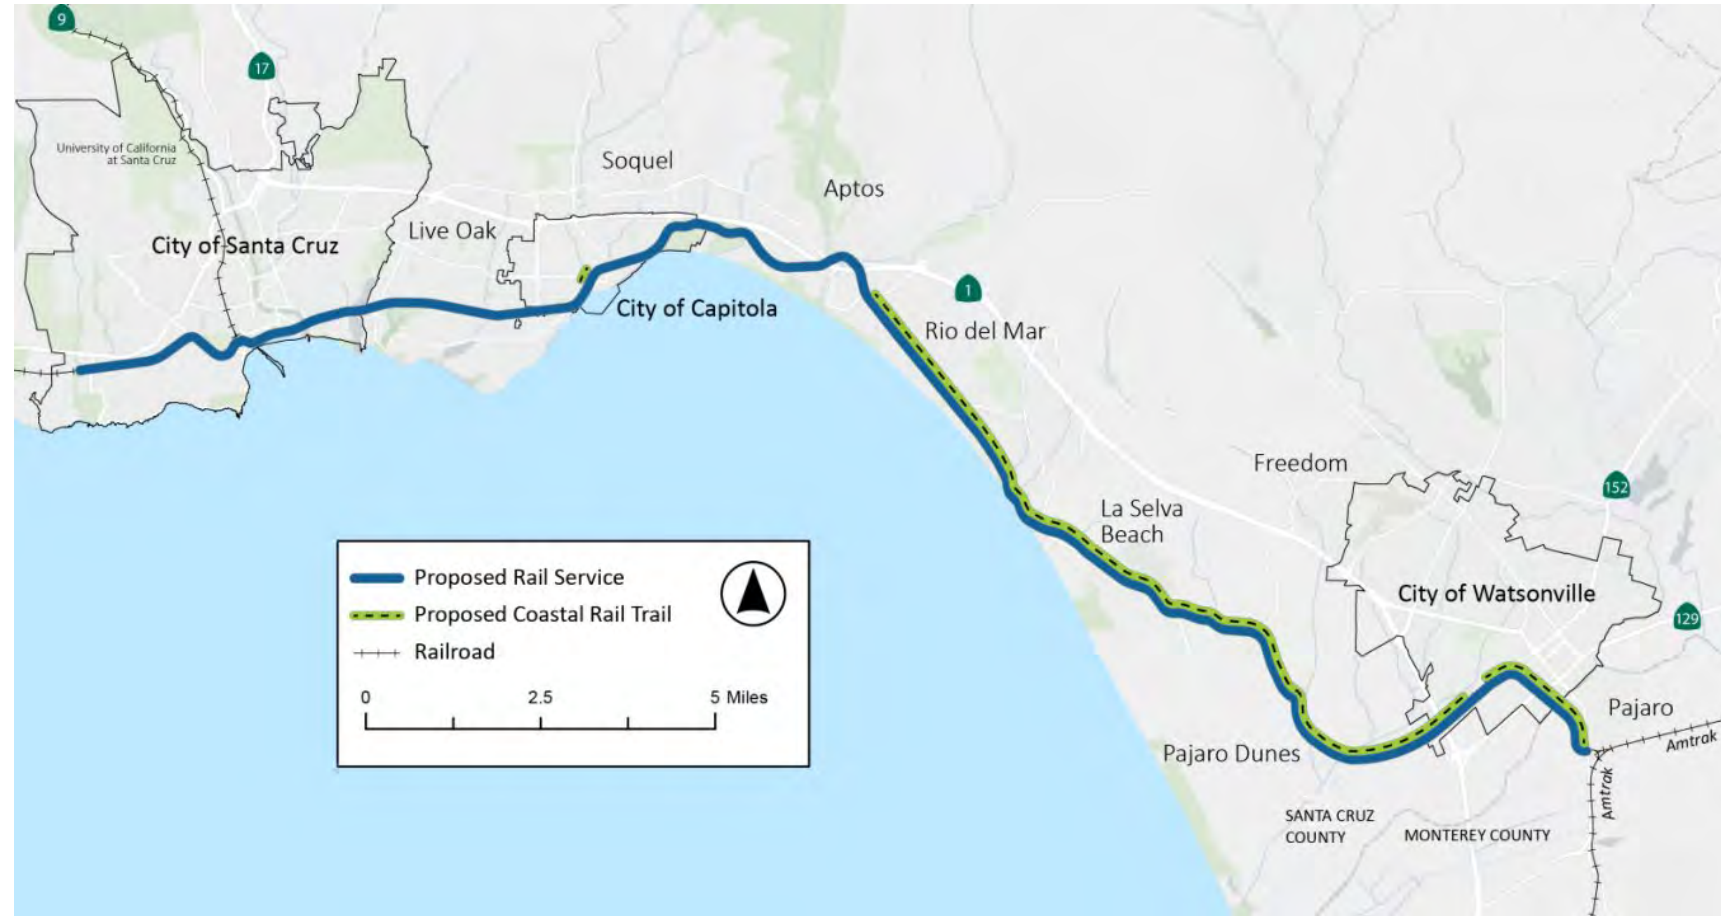 9
17
University of California
at Santa Cruz
Soquel
Aptos
Live Oak
City of Santa Cruz
1
City of Capitola
Rio del Mar
Freedom
152
La Selva
Beach
City of Watsonville
129
Proposed Rail Service
Proposed Coastal Rail Trail
Railroad
0
2.5
5 Miles
Pajaro
Amtrak
Pajaro Dunes
Amtrak
SANTA CRUZ
COUNTY
MONTEREY COUNTY